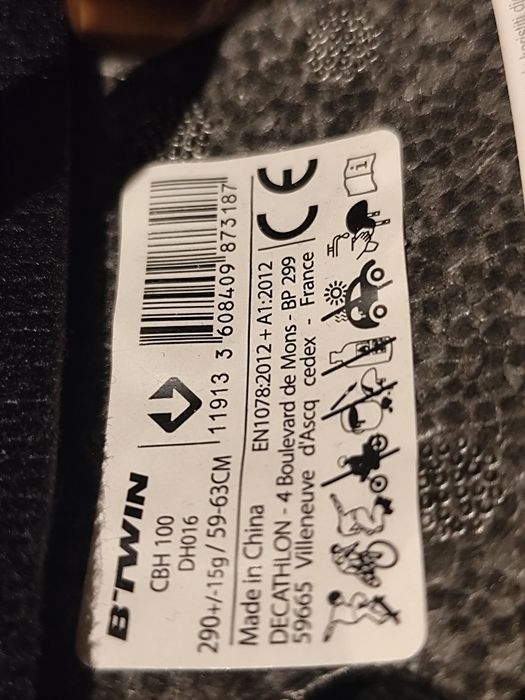 B'TWIN
CBH 100
DH016
290+/-15g / 59-63CM
11913 3 608409 873187
Made in China EN1078:2012 + A1:2012
DECATHLON - 4 Boulevard de Mons - BP 299
59665 Villeneuve d'Ascq cedex - France
CE
i